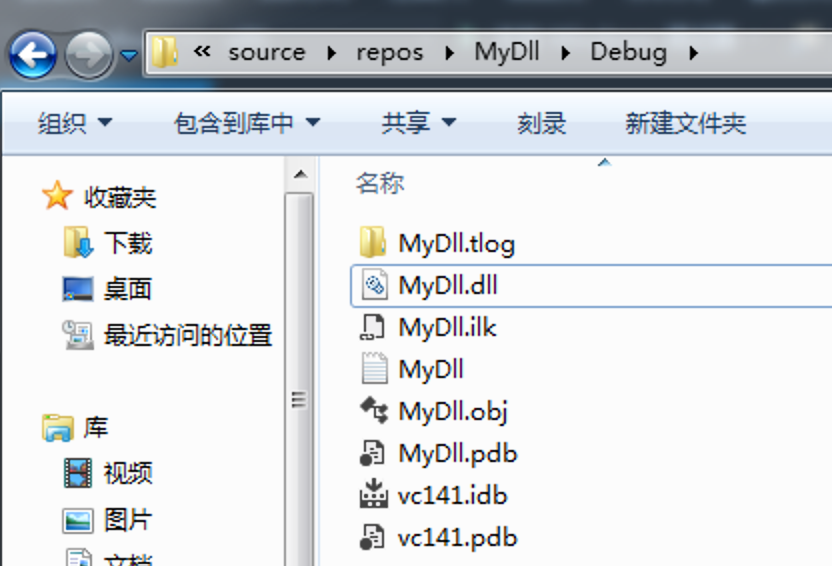 « source ▸ repos ▸ MyDll ▸ Debug ▸
组织 包含到库中 共享 刻录 新建文件夹
收藏夹
下载
桌面
最近访问的位置
库
视频
图片
文档
名称
MyDll.tlog
MyDll.dll
MyDll.ilk
MyDll
MyDll.obj
MyDll.pdb
vc141.idb
vc141.pdb